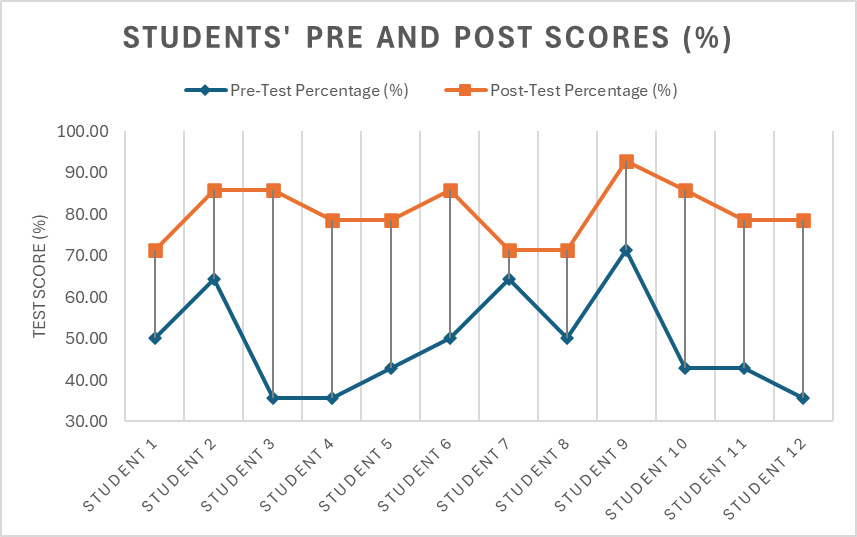 STUDENTS' PRE AND POST SCORES (%)
Pre-Test Percentage (%) Post-Test Percentage (%)
100.00
90.00
80.00
70.00
60.00
50.00
40.00
30.00
TEST SCORE (%)
STUDENT 1
STUDENT 2
STUDENT 3
STUDENT 4
STUDENT 5
STUDENT 6
STUDENT 7
STUDENT 8
STUDENT 9
STUDENT 10
STUDENT 11
STUDENT 12